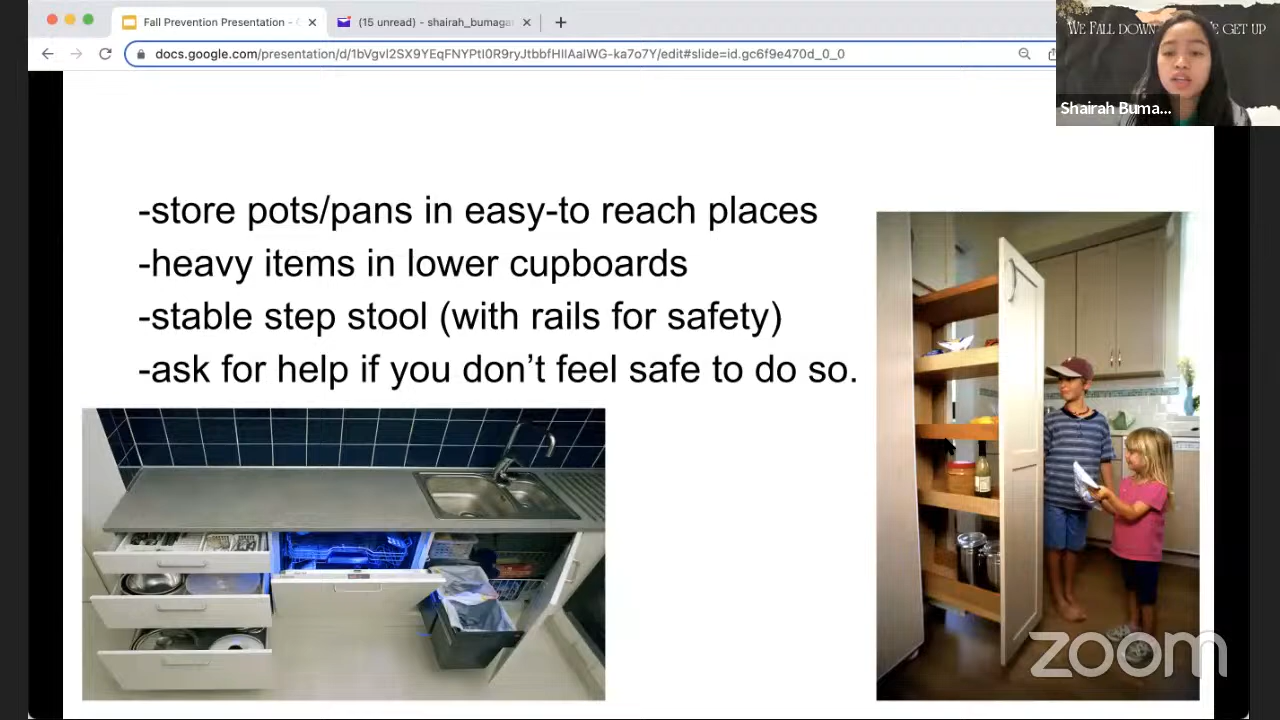 Fall Prevention Presentation -
(15 unread) - shairah_bumaga
docs.google.com/presentation/d/1bVgvl2SX9YEqFNYPtI0R9ryJtbbfHIIAaIWG-ka7o7Y/edit#slide=id.gc6f9e470d_0_0
WE FALL DOWN
E GET UP
Shairah Buma...
-store pots/pans in easy-to reach places
-heavy items in lower cupboards
-stable step stool (with rails for safety)
-ask for help if you don’t feel safe to do so.
zoom